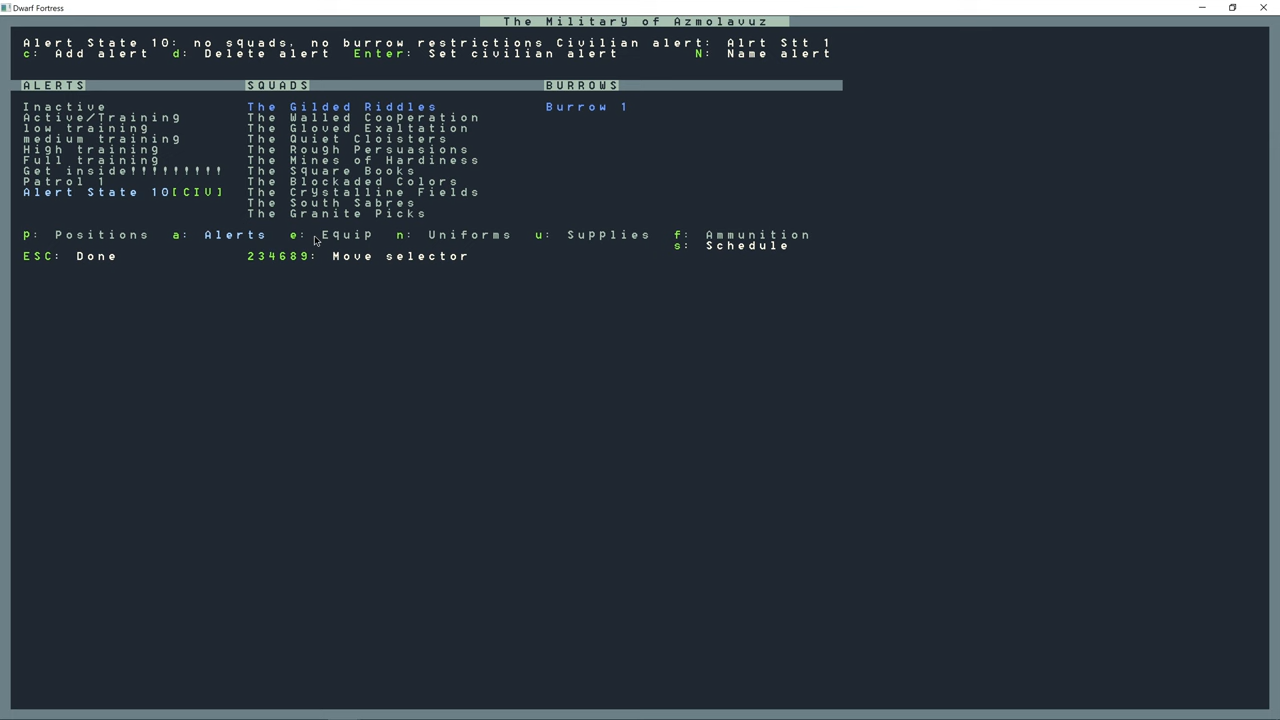 Dwarf Fortress
The Military of Azmolavuz
Alert State 10: no squads, no burrow restrictions Civilian alert: Alrt Stt 1
c: Add alert d: Delete alert Enter: Set civilian alert N: Name alert
ALERTS SQUADS BURROWS
Inactive The Gilded Riddles Burrow 1
Active/Training The Walled Cooperation
low training The Gloved Exaltation
medium training The Quiet Cloisters
High training The Rough Persuasions
Full training The Mines of Hardiness
Get inside!!!!!!!!! The Square Books
Patrol 1 The Blockaded Colors
Alert State 10[CIV] The Crystalline Fields
The South Sabres
The Granite Picks
p: Positions a: Alerts e: Equip n: Uniforms u: Supplies f: Ammunition
s: Schedule
ESC: Done 234689: Move selector